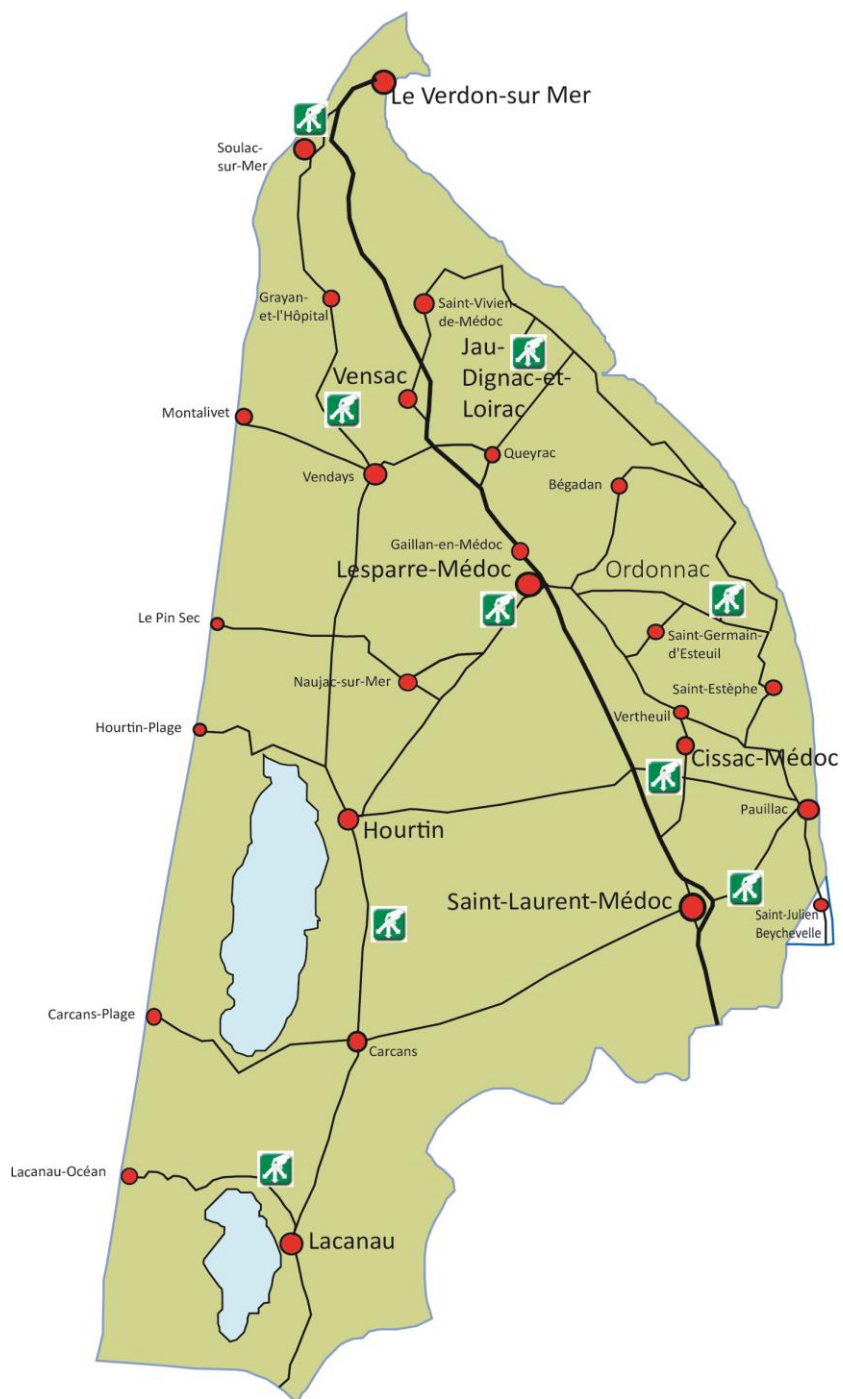 Le Verdon-sur Mer
Soulac-
sur-Mer
Grayan-
et-l'Hôpital
Saint-Vivien-
de-Médoc
Jau-
Dignac-et-
Loirac
Vensac
Montalivet
Queyrac
Vendays
Bégadan
Gaillan-en-Médoc
Lesparre-Médoc
Ordonnac
Le Pin Sec
Saint-Germain-
d'Esteuil
Naujac-sur-Mer
Saint-Estèphe
Vertheuil
Hourtin-Plage
Cissac-Médoc
Pauillac
Hourtin
Saint-Laurent-Médoc
Saint-Julien
Beychevelle
Carcans-Plage
Carcans
Lacanau-Océan
Lacanau